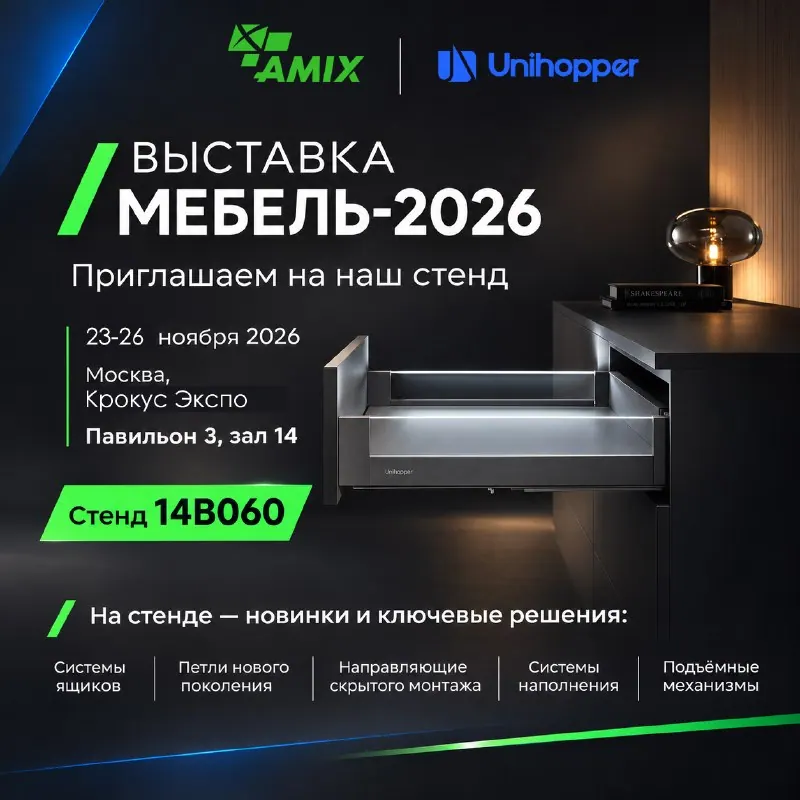 AMIX
Unihopper
ВЫСТАВКА
МЕБЕЛЬ-2026
Приглашаем на наш стенд
23-26 ноября 2026
Москва,
Крокус Экспо
Павильон 3, зал 14
Стенд 14B060
SHAKESPEARE
Unihopper
На стенде — новинки и ключевые решения:
Системы
ящиков
Петли нового
поколения
Направляющие
скрытого монтажа
Системы
наполнения
Подъёмные
механизмы